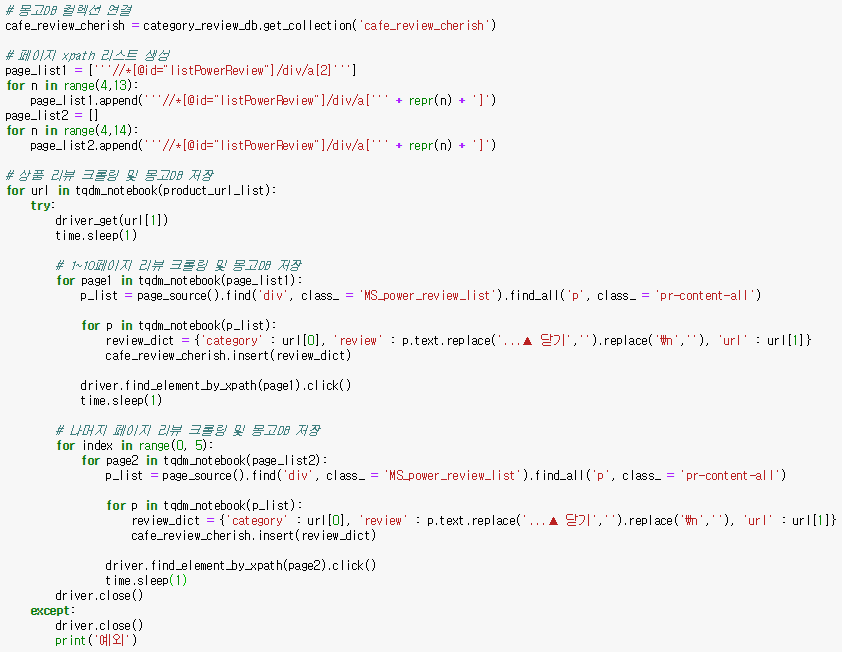 # 몽고DB 컬렉션 연결
cafe_review_cherish = category_review_db.get_collection('cafe_review_cherish')
# 페이지 xpath 리스트 생성
page_list1 = ['''//*[@id="listPowerReview"]/div/a[2]''']
for n in range(4,13):
    page_list1.append('''//*[@id="listPowerReview"]/div/a[''' + repr(n) + ']')
page_list2 = []
for n in range(4,14):
    page_list2.append('''//*[@id="listPowerReview"]/div/a[''' + repr(n) + ']')
# 상품 리뷰 크롤링 및 몽고DB 저장
for url in tqdm_notebook(product_url_list):
    try:
        driver_get(url[1])
        time.sleep(1)
        # 1~10페이지 리뷰 크롤링 및 몽고DB 저장
        for page1 in tqdm_notebook(page_list1):
            p_list = page_source().find('div', class_ = 'MS_power_review_list').find_all('p', class_ = 'pr-content-all')
            for p in tqdm_notebook(p_list):
                review_dict = {'category' : url[0], 'review' : p.text.replace('...▲ 닫기','').replace('₩n',''), 'url' : url[1]}
                cafe_review_cherish.insert(review_dict)
            driver.find_element_by_xpath(page1).click()
            time.sleep(1)
        # 나머지 페이지 리뷰 크롤링 및 몽고DB 저장
        for index in range(0, 5):
            for page2 in tqdm_notebook(page_list2):
                p_list = page_source().find('div', class_ = 'MS_power_review_list').find_all('p', class_ = 'pr-content-all')
                for p in tqdm_notebook(p_list):
                    review_dict = {'category' : url[0], 'review' : p.text.replace('...▲ 닫기','').replace('₩n',''), 'url' : url[1]}
                    cafe_review_cherish.insert(review_dict)
                driver.find_element_by_xpath(page2).click()
                time.sleep(1)
        driver.close()
    except:
        driver.close()
        print('예외')